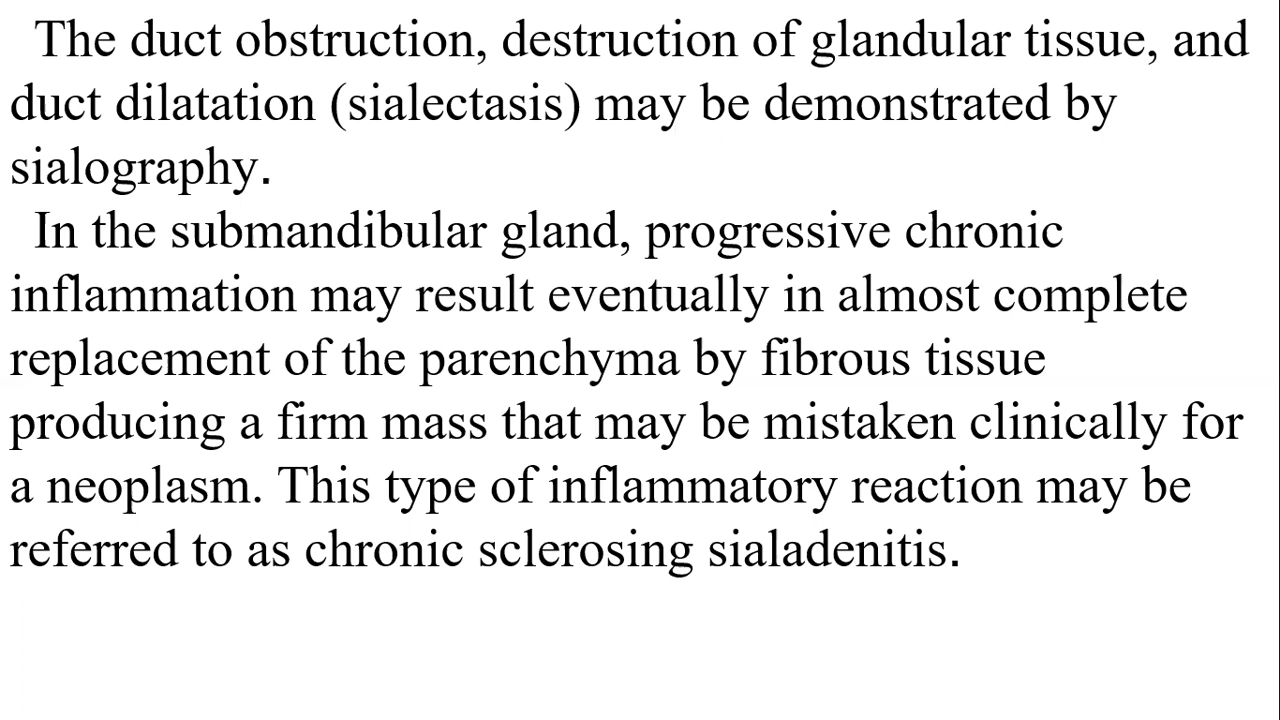 The duct obstruction, destruction of glandular tissue, and
duct dilatation (sialectasis) may be demonstrated by
sialography.
In the submandibular gland, progressive chronic
inflammation may result eventually in almost complete
replacement of the parenchyma by fibrous tissue
producing a firm mass that may be mistaken clinically for
a neoplasm. This type of inflammatory reaction may be
referred to as chronic sclerosing sialadenitis.